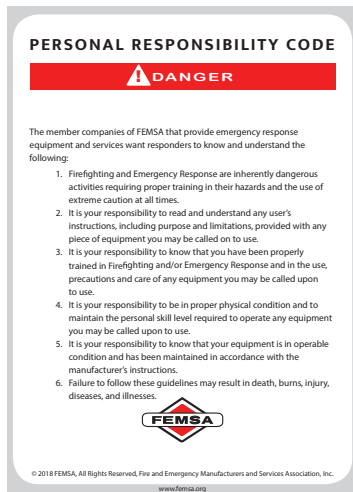 PERSONAL RESPONSIBILITY CODE
DANGER
The member companies of FEMSA that provide emergency response
equipment and services want responders to know and understand the
following:
1. Firefighting and Emergency Response are inherently dangerous
activities requiring proper training in their hazards and the use of
extreme caution at all times.
2. It is your responsibility to read and understand any user's
instructions, including purpose and limitations, provided with any
piece of equipment you may be called on to use.
3. It is your responsibility to know that you have been properly
trained in Firefighting and/or Emergency Response and in the use,
precautions and care of any equipment you may be called upon
to use.
4. It is your responsibility to be in proper physical condition and to
maintain the personal skill level required to operate any equipment
you may be called upon to use.
5. It is your responsibility to know that your equipment is in operable
condition and has been maintained in accordance with the
manufacturer's instructions.
6. Failure to follow these guidelines may result in death, burns, injury,
diseases, and illnesses.
FEMSA
© 2018 FEMSA, All Rights Reserved, Fire and Emergency Manufacturers and Services Association, Inc.
www.femsa.org